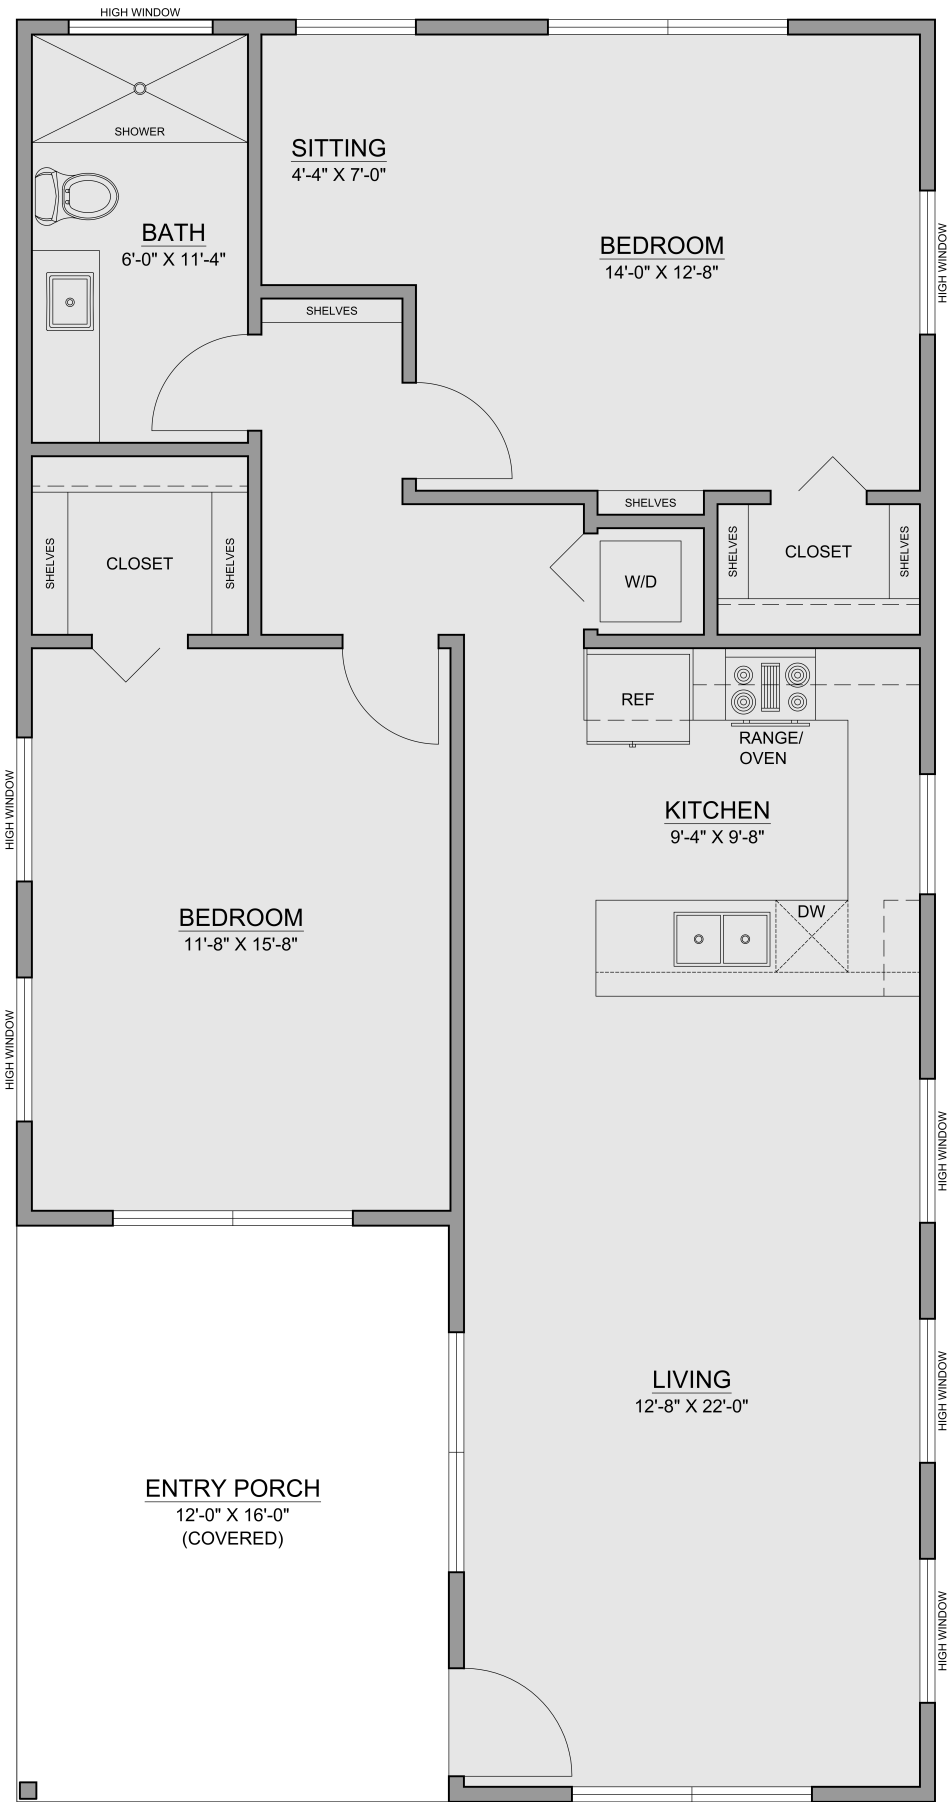 HIGH WINDOW
SHOWER
SITTING
4'-4" X 7'-0"
BATH
6'-0" X 11'-4"
BEDROOM
14'-0" X 12'-8"
HIGH WINDOW
SHELVES
SHELVES
SHELVES
CLOSET
SHELVES
W/D
SHELVES
CLOSET
SHELVES
REF
RANGE/
OVEN
HIGH WINDOW
KITCHEN
9'-4" X 9'-8"
BEDROOM
11'-8" X 15'-8"
DW
HIGH WINDOW
HIGH WINDOW
LIVING
12'-8" X 22'-0"
HIGH WINDOW
ENTRY PORCH
12'-0" X 16'-0"
(COVERED)
HIGH WINDOW